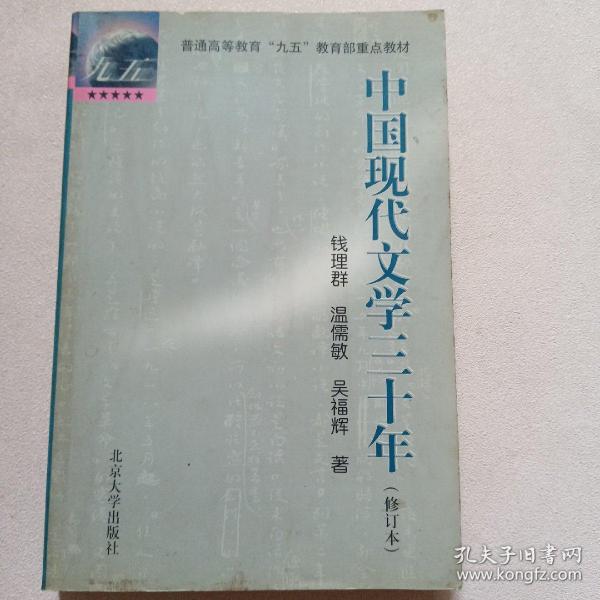 九五
★★★★★
普通高等教育“九五”教育部重点教材
中国现代文学三十年
(修订本)
钱理群 温儒敏 吴福辉 著
北京大学出版社
孔夫子旧书网
www.kongfz.com